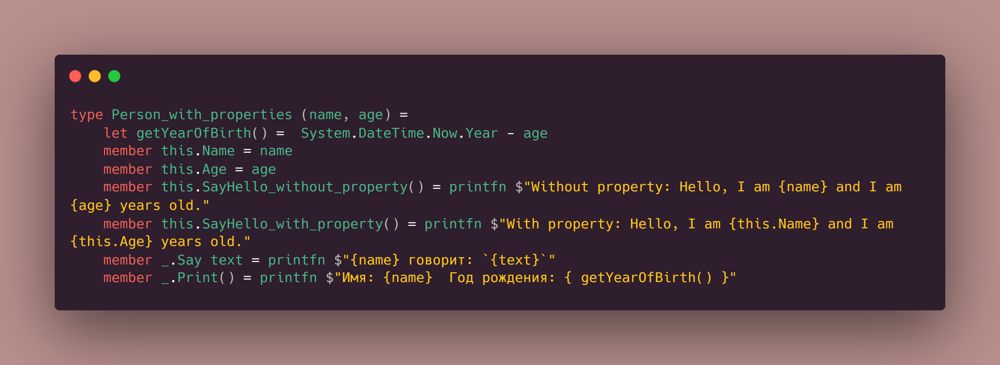 type Person_with_properties (name, age) =
    let getYearOfBirth() =  System.DateTime.Now.Year - age
    member this.Name = name
    member this.Age = age
    member this.SayHello_without_property() = printfn $"Without property: Hello, I am {name} and I am
{age} years old."
    member this.SayHello_with_property() = printfn $"With property: Hello, I am {this.Name} and I am
{this.Age} years old."
    member _.Say text = printfn $"{name} говорит: `{text}`"
    member _.Print() = printfn $"Имя: {name}  Год рождения: { getYearOfBirth() }"